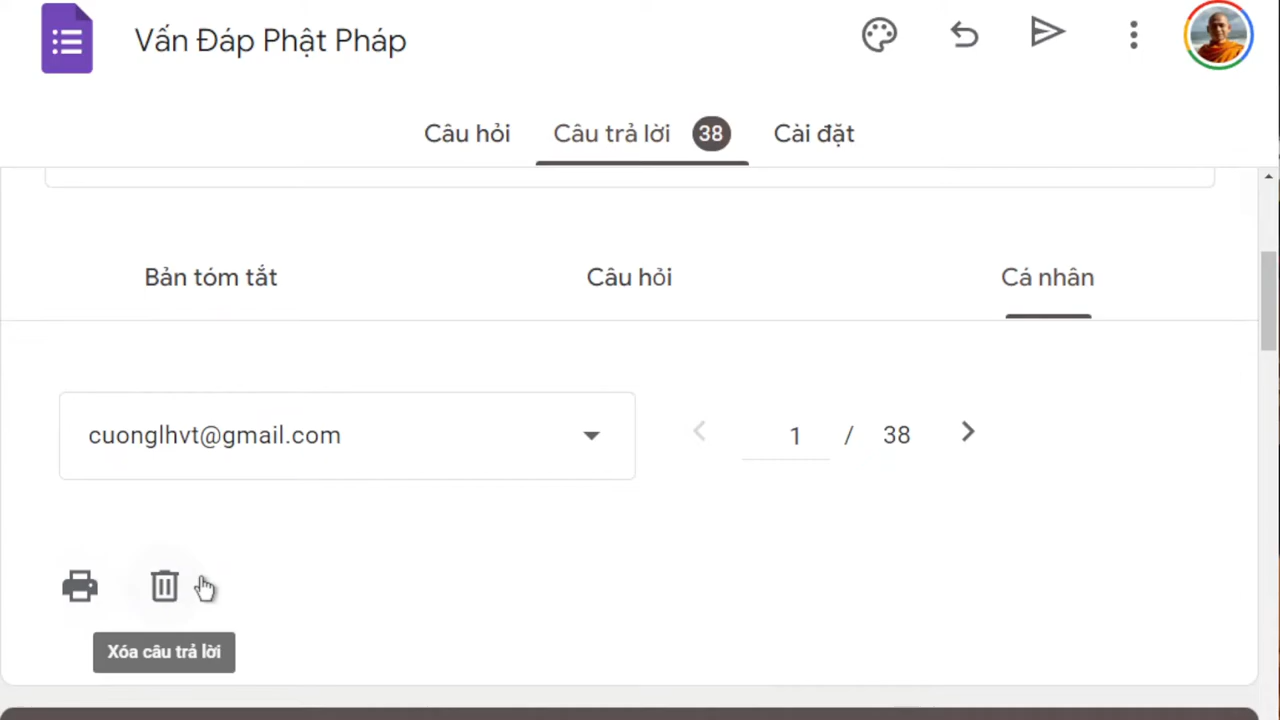 Vấn Đáp Phật Pháp
Câu hỏi
Câu trả lời 38
Cài đặt
Bản tóm tắt
Câu hỏi
Cá nhân
cuonglhvt@gmail.com
1 / 38
Xóa câu trả lời